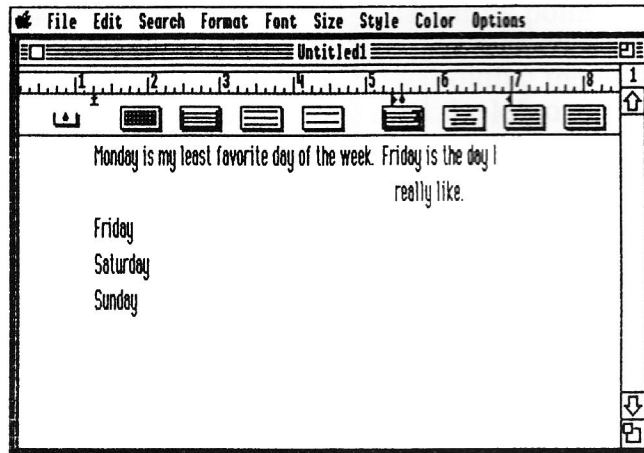 File Edit Search Format Font Size Style Color Options
Untitled1
1 2 3 4 5 6 7 8 1
Monday is my least favorite day of the week. Friday is the day I
really like.
Friday
Saturday
Sunday